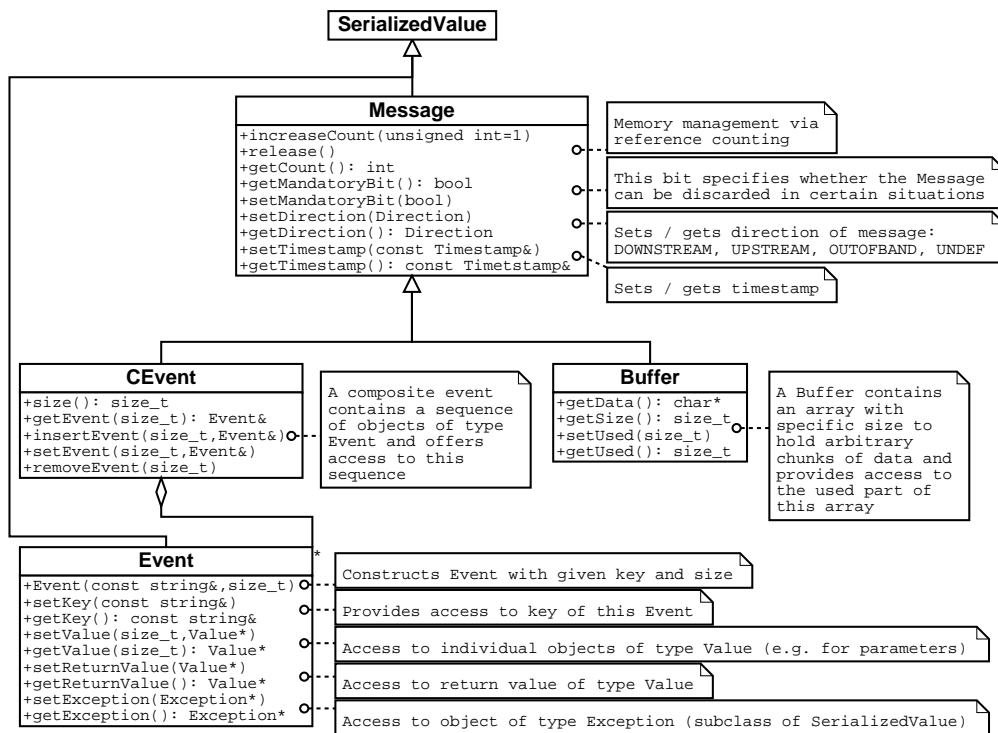 SerializedValue
Message
+increaseCount(unsigned int=1)
+release()
+getCount(): int
+getMandatoryBit(): bool
+setMandatoryBit(bool)
+setDirection(Direction)
+getDirection(): Direction
+setTimestamp(const Timestamp&)
+getTimestamp(): const Timetstamp&
Memory management via
reference counting
This bit specifies whether the Message
can be discarded in certain situations
Sets / gets direction of message:
DOWNSTREAM, UPSTREAM, OUTOFBAND, UNDEF
Sets / gets timestamp
CEvent
+size(): size_t
+getEvent(size_t): Event&
+insertEvent(size_t,Event&)
+setEvent(size_t,Event&)
+removeEvent(size_t)
A composite event
contains a sequence
of objects of type
Event and offers
access to this
sequence
Buffer
+getData(): char*
+getSize(): size_t
+setUsed(size_t)
+getUsed(): size_t
A Buffer contains
an array with
specific size to
hold arbitrary
chunks of data and
provides access to
the used part of
this array
*
Event
+Event(const string&,size_t)
+setKey(const string&)
+getKey(): const string&
+setValue(size_t,Value*)
+getValue(size_t): Value*
+setReturnValue(Value*)
+getReturnValue(): Value*
+setException(Exception*)
+getException(): Exception*
Constructs Event with given key and size
Provides access to key of this Event
Access to individual objects of type Value (e.g. for parameters)
Access to return value of type Value
Access to object of type Exception (subclass of SerializedValue)